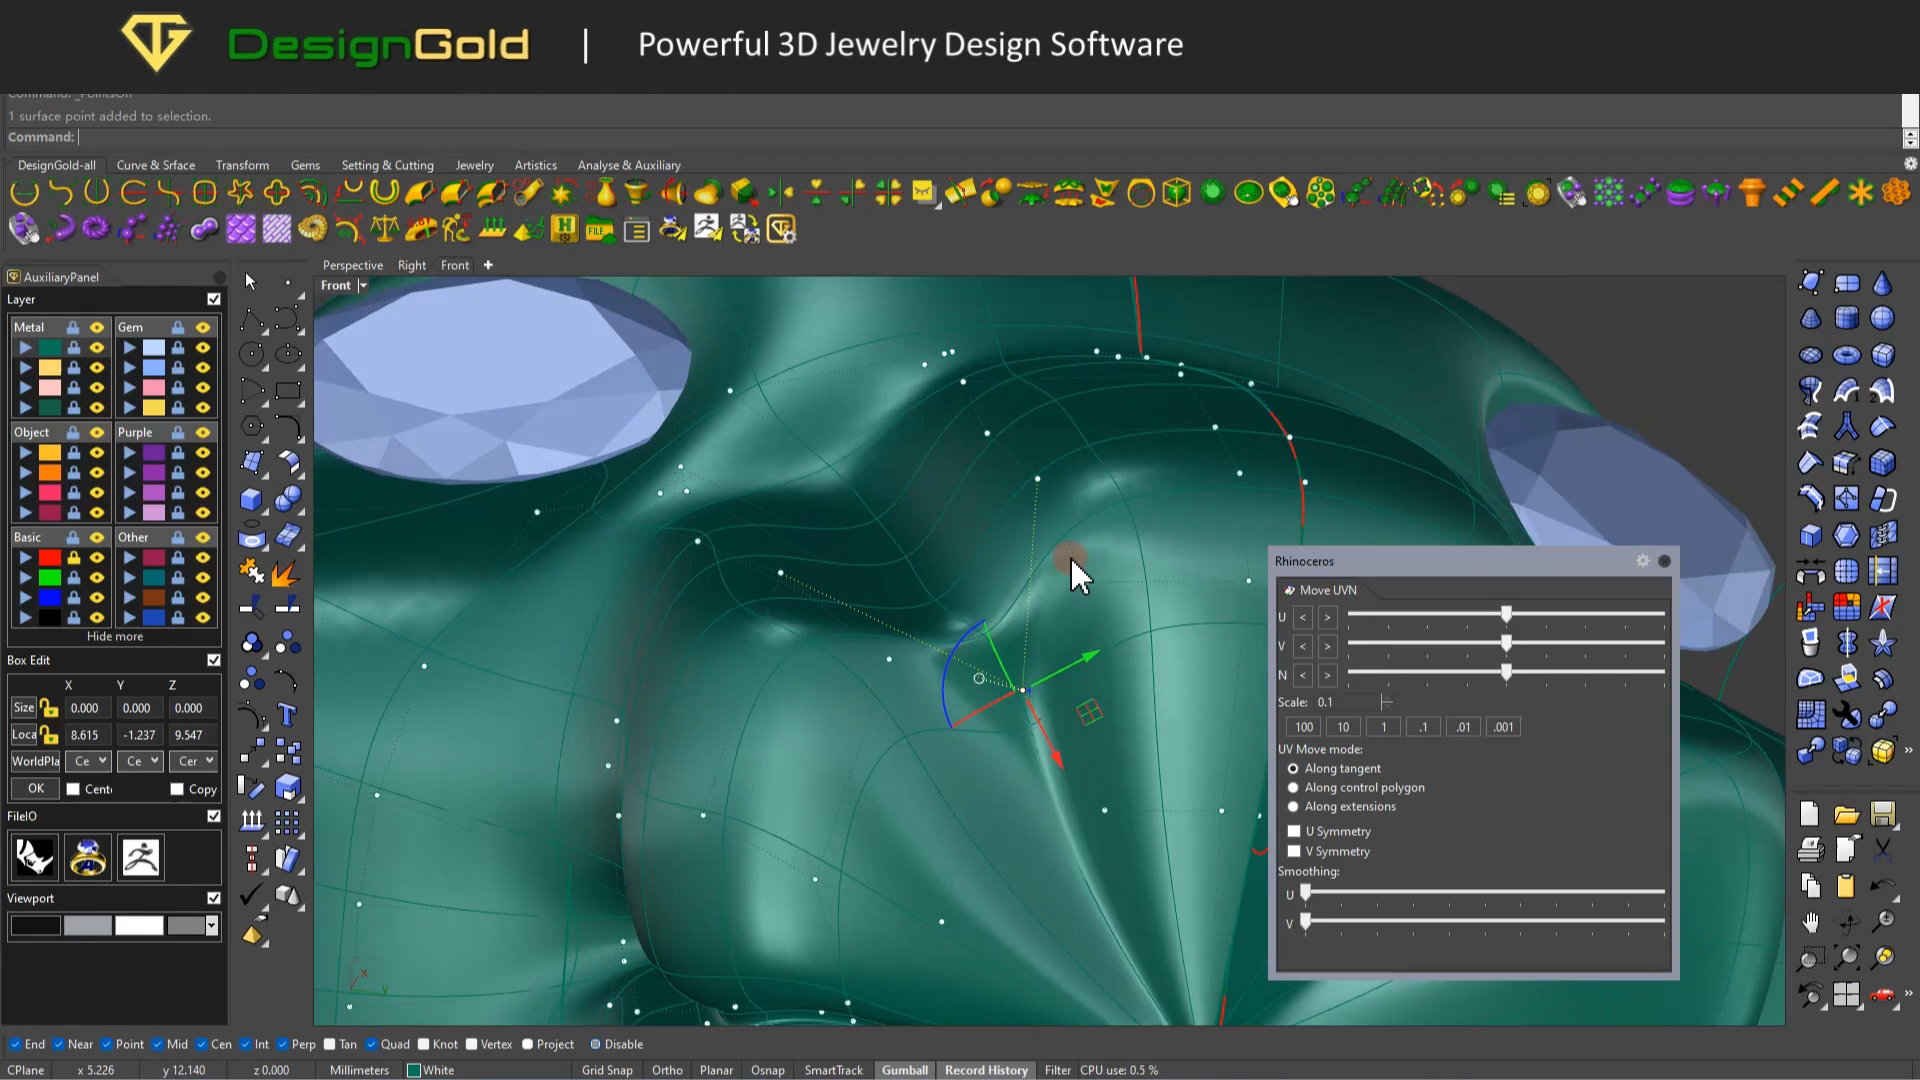 DesignGold | Powerful 3D Jewelry Design Software
Command: _PointsOn
1 surface point added to selection.
Command:
DesignGold-all Curve & Srface Transform Gems Setting & Cutting Jewelry Artistics Analyse & Auxiliary
H FILE
Perspective Right Front
AuxiliaryPanel
Front
Layer
Metal Gem
Object Purple
Basic Other
Hide more
Box Edit
X Y Z
Size 0.000 0.000 0.000
Loca 8.615 -1.237 9.547
WorldPla Ce Ce Cer
OK Cent Copy
FileIO
Viewport
x y
Rhinoceros
Move UVN
U < >
V < >
N < >
Scale: 0.1
100 10 1 .1 .01 .001
UV Move mode:
Along tangent
Along control polygon
Along extensions
U Symmetry
V Symmetry
Smoothing:
U
V
End Near Point Mid Cen Int Perp Tan Quad Knot Vertex Project Disable
CPlane x 5.226 y 12.140 z 0.000 Millimeters White Grid Snap Ortho Planar Osnap SmartTrack Gumball Record History Filter CPU use: 0.5 %